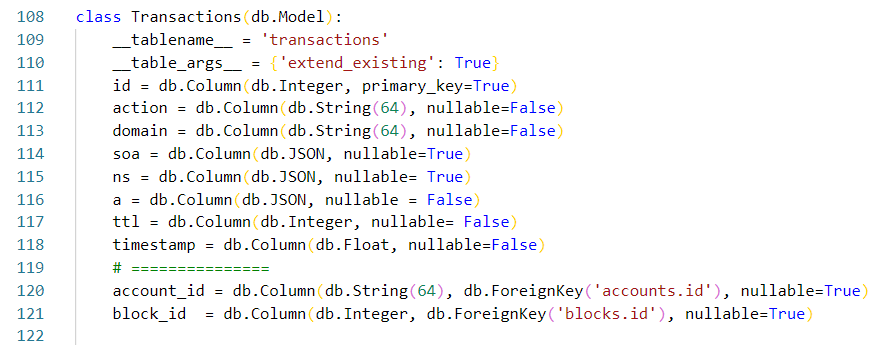 108 class Transactions(db.Model):
109     __tablename__ = 'transactions'
110     __table_args__ = {'extend_existing': True}
111     id = db.Column(db.Integer, primary_key=True)
112     action = db.Column(db.String(64), nullable=False)
113     domain = db.Column(db.String(64), nullable=False)
114     soa = db.Column(db.JSON, nullable=True)
115     ns = db.Column(db.JSON, nullable= True)
116     a = db.Column(db.JSON, nullable = False)
117     ttl = db.Column(db.Integer, nullable= False)
118     timestamp = db.Column(db.Float, nullable=False)
119     # ===============
120     account_id = db.Column(db.String(64), db.ForeignKey('accounts.id'), nullable=True)
121     block_id  = db.Column(db.Integer, db.ForeignKey('blocks.id'), nullable=True)
122